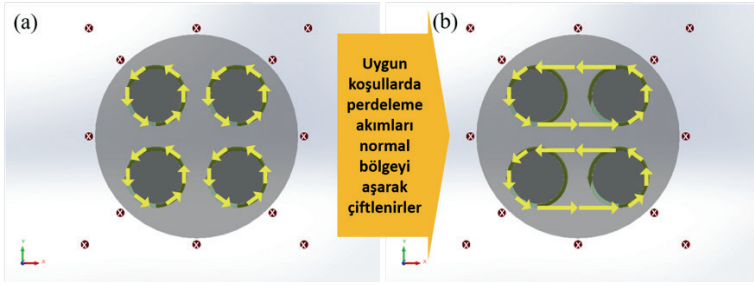 (a)
Uygun
koşullarda
perdeleme
akımları
normal
bölgeyi
aşarak
çiftlenirler
(b)
Y
X
Y
X